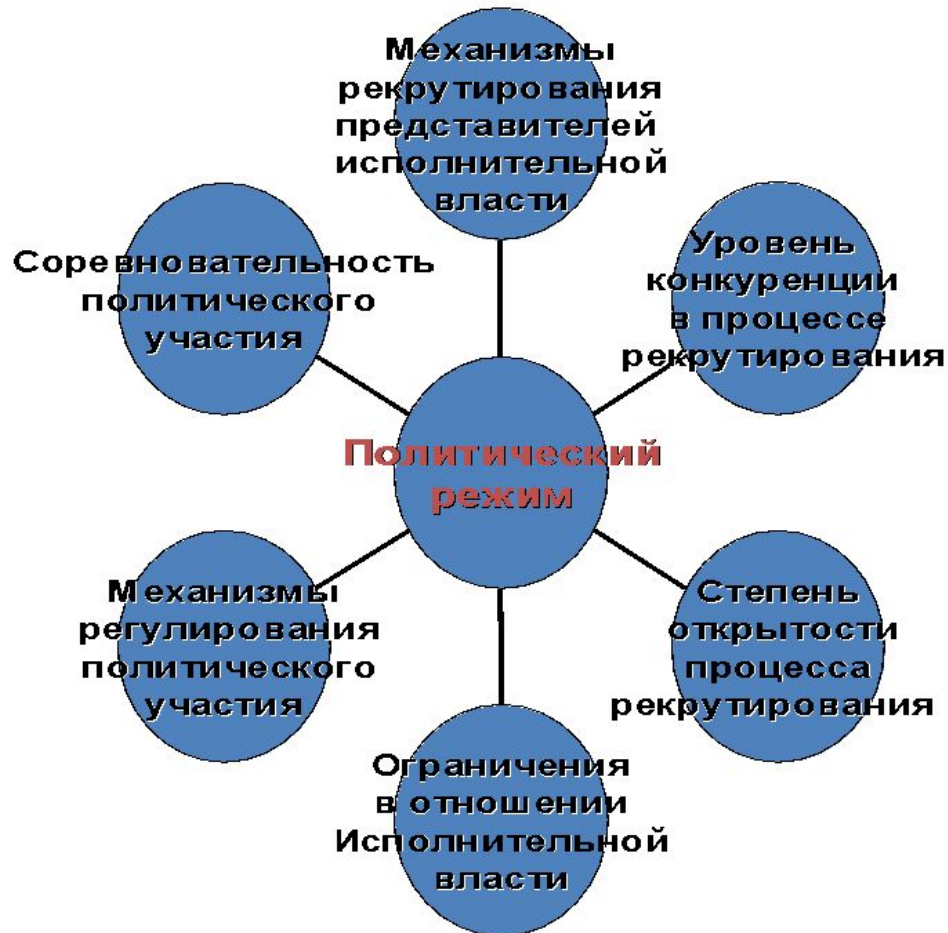 Механизмы
рекрутирования
представителей
исполнительной
власти
Соревновательность
политического
участия
Уровень
конкуренции
в процессе
рекрутирования
Политический
режим
Механизмы
регулирования
политического
участия
Степень
открытости
процесса
рекрутирования
Ограничения
в отношении
Исполнительной
власти